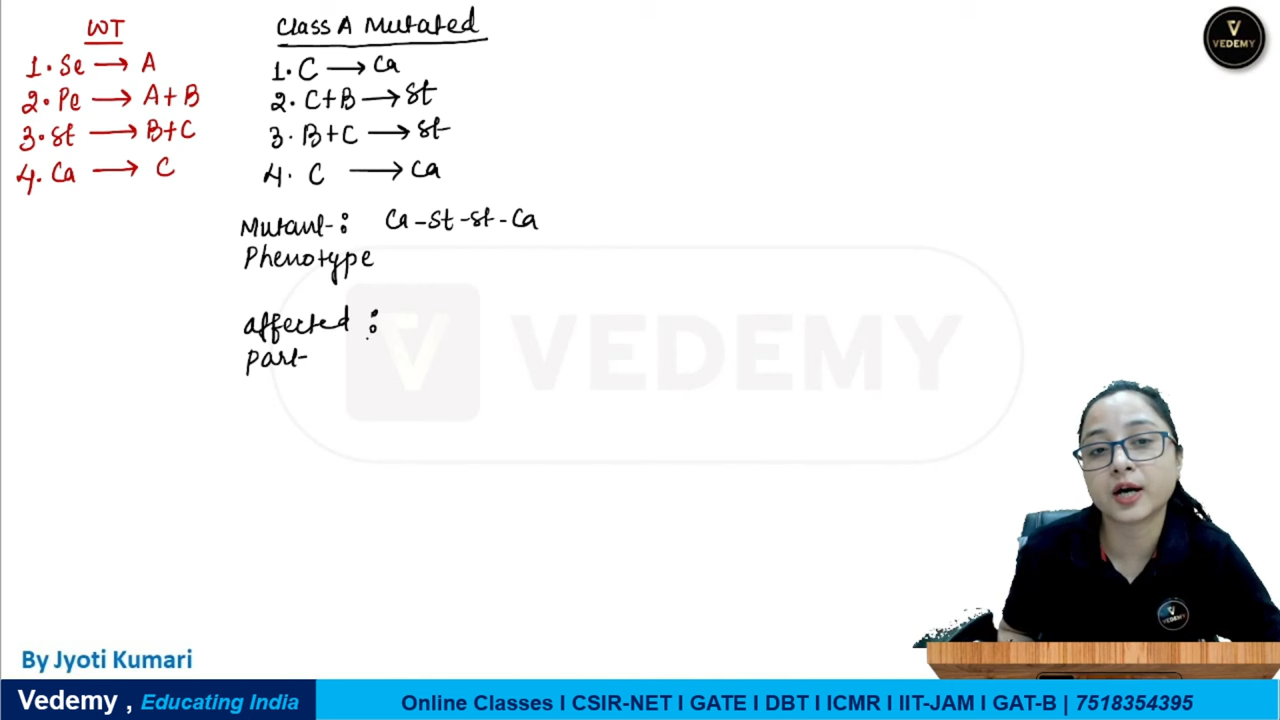 WT
1. Se → A
2. Pe → A+B
3. St → B+C
4. Ca → C
Class A Mutated
1. C → Ca
2. C+B → St
3. B+C → St
4. C → Ca
Mutant : Ca-St-St-Ca
Phenotype
affected :
part
VEDEMY
VEDEMY
By Jyoti Kumari
Vedemy , Educating India
Online Classes I CSIR-NET I GATE I DBT I ICMR I IIT-JAM I GAT-B | 7518354395